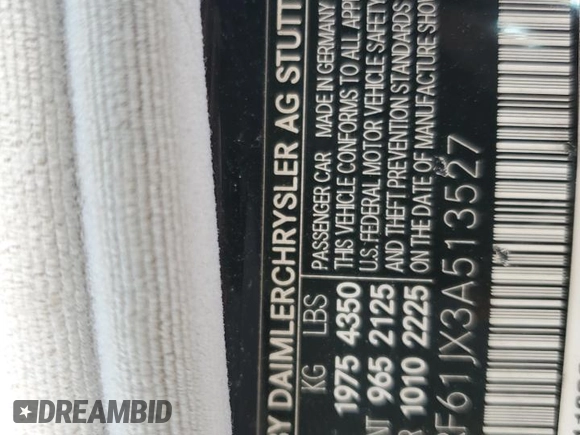 BY DAIMLERCHRYSLER AG STUTT
KG LBS
1975 4350
965 2125
1010 2225
PASSENGER CAR MADE IN GERMANY
THIS VEHICLE CONFORMS TO ALL APP
U.S. FEDERAL MOTOR VEHICLE SAFETY
AND THEFT PREVENTION STANDARDS
ON THE DATE OF MANUFACTURE SHO
F61JX3A513527
DREAMBID